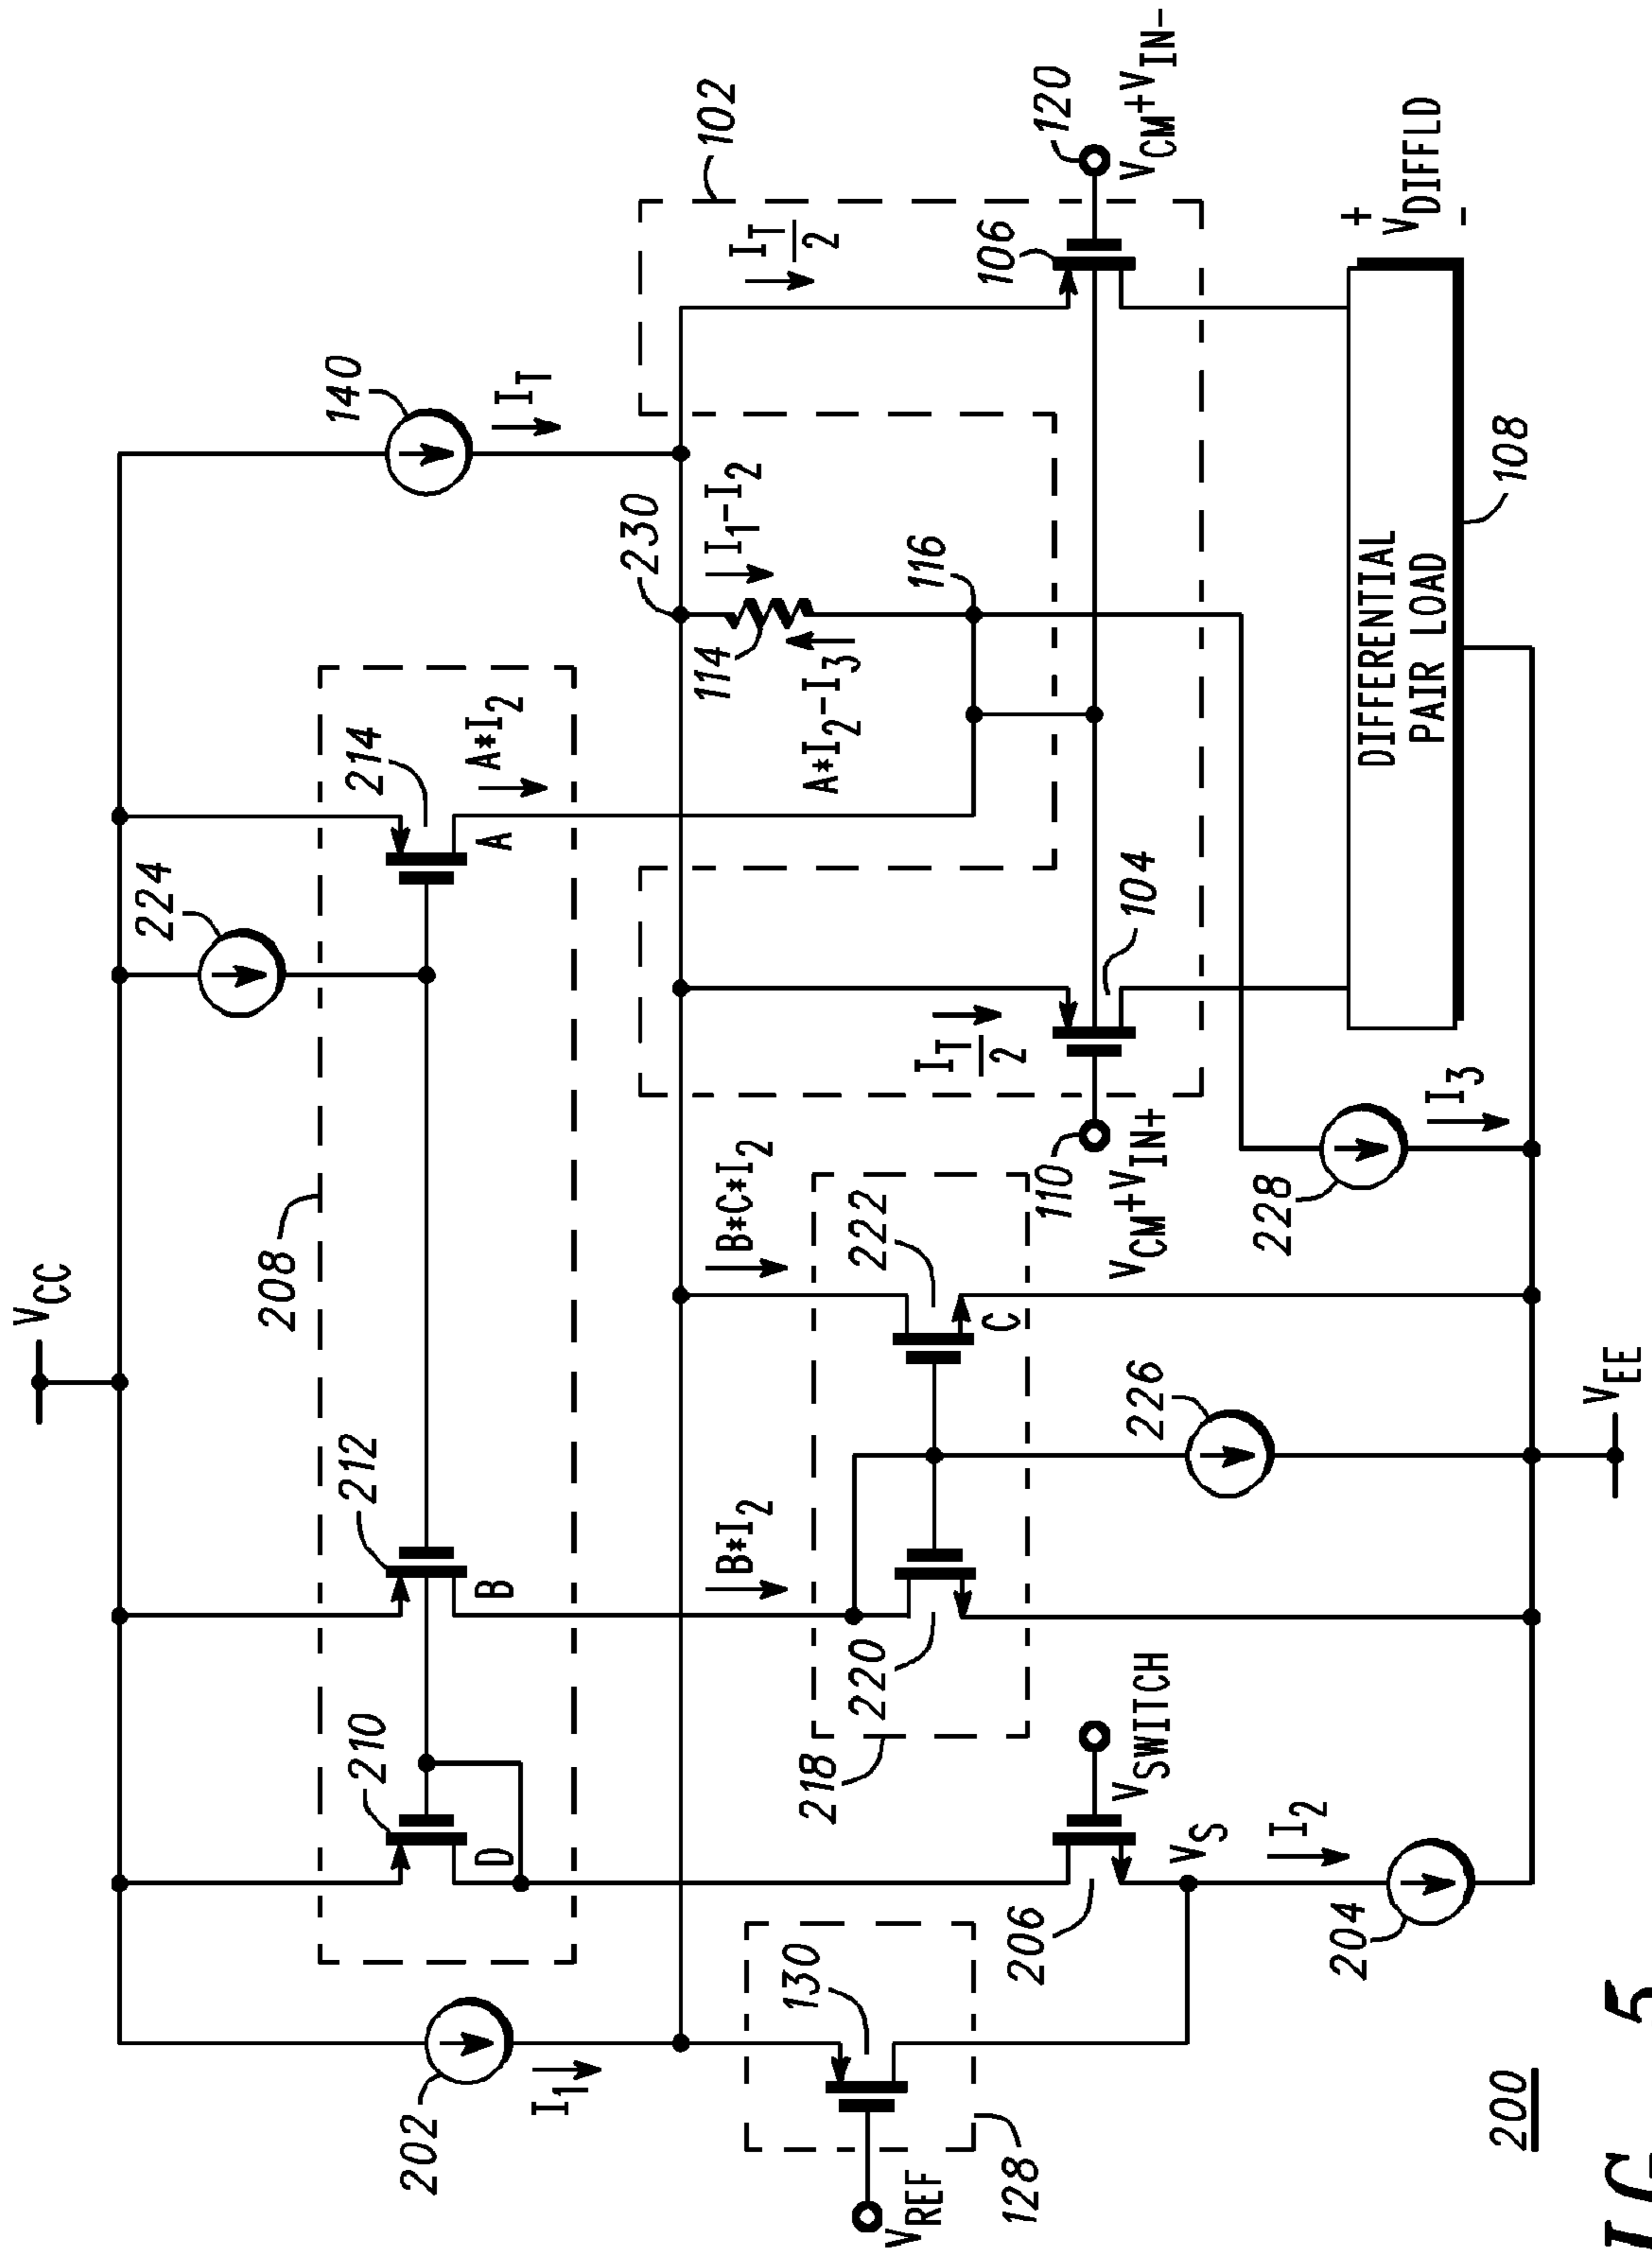 V_CC
208
224
140
I_T
202
I_1
210
D
212
B
214
A
A*I_2
230
I_1-I_2
114
A*I_2-I_3
116
102
I_T/2
I_T/2
V_REF
130
128
B*I_2
B*C*I_2
218
220
222
C
104
106
110
V_CM+V_IN+
120
V_CM+V_IN-
206
V_SWITCH
V_S
I_2
204
226
228
I_3
DIFFERENTIAL
PAIR LOAD
108
+
V_DIFFLD
-
V_EE
200